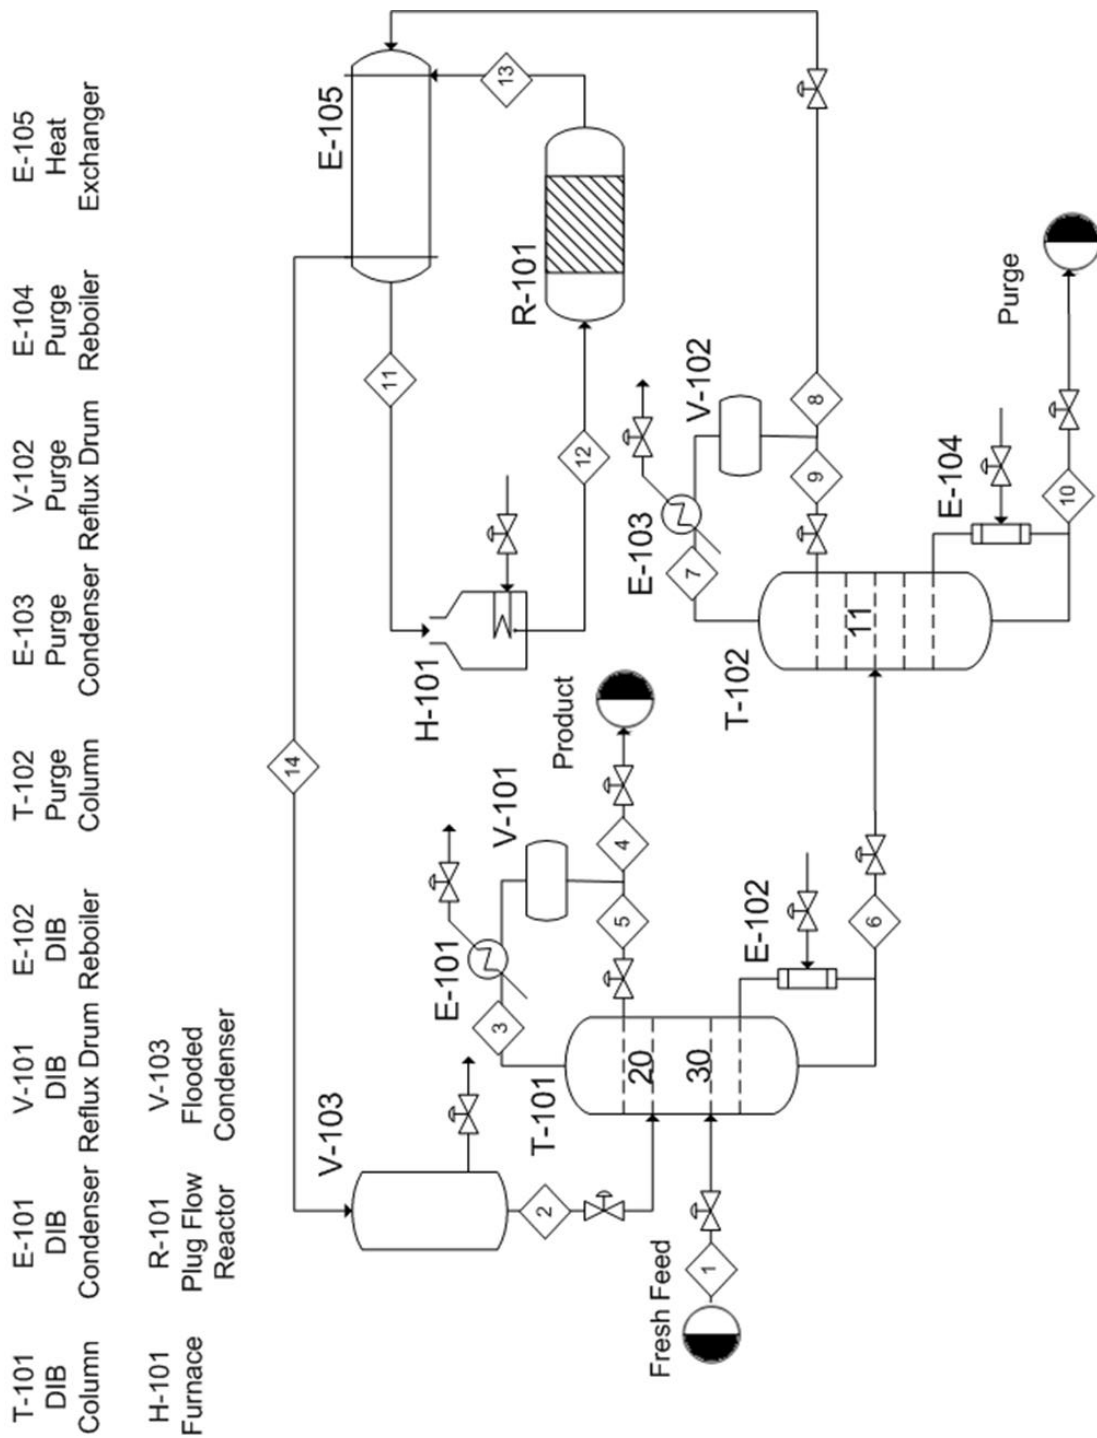 T-101
DIB
Column
E-101
DIB
Condenser
V-101
DIB
Reflux Drum
E-102
DIB
Reboiler
T-102
Purge
Column
E-103
Purge
Condenser
V-102
Purge
Reflux Drum
E-104
Purge
Reboiler
E-105
Heat
Exchanger
H-101
Furnace
R-101
Plug Flow
Reactor
V-103
Flooded
Condenser
14
E-105
V-103
11
13
H-101
R-101
E-101
V-101
3
12
2
T-101
Product
5
4
20
30
E-103
V-102
7
Fresh Feed
1
E-102
T-102
9
8
6
11
E-104
Purge
10